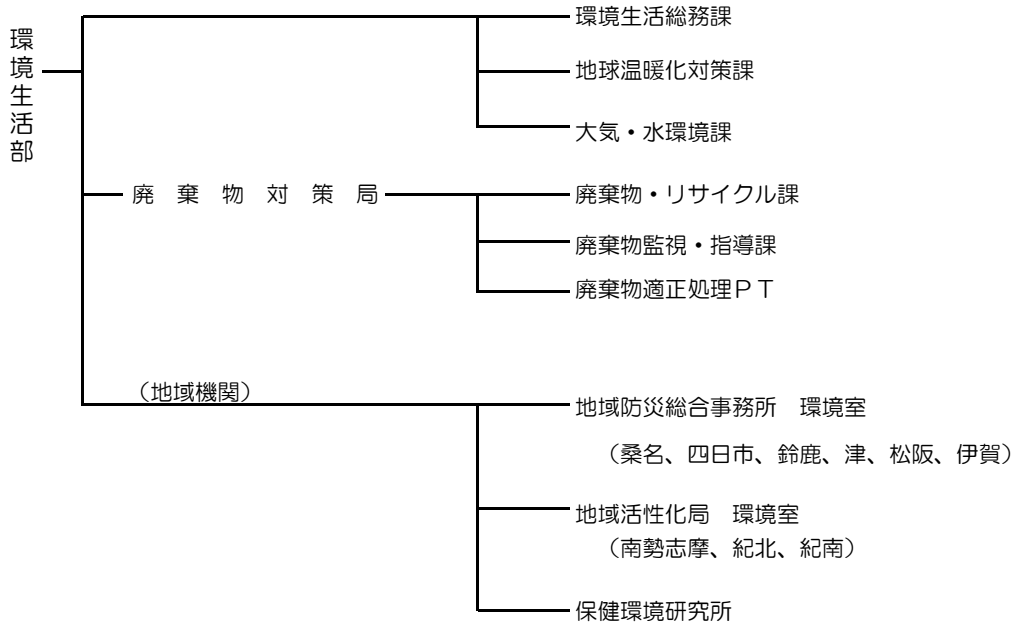 環境生活部
環境生活総務課
地球温暖化対策課
大気・水環境課
廃棄物対策局
廃棄物・リサイクル課
廃棄物監視・指導課
廃棄物適正処理ＰＴ
（地域機関）
地域防災総合事務所　環境室
（桑名、四日市、鈴鹿、津、松阪、伊賀）
地域活性化局　環境室
（南勢志摩、紀北、紀南）
保健環境研究所